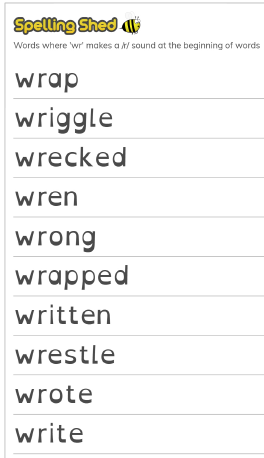 Spelling Shed
Words where 'wr' makes a /r/ sound at the beginning of words
wrap
wriggle
wrecked
wren
wrong
wrapped
written
wrestle
wrote
write